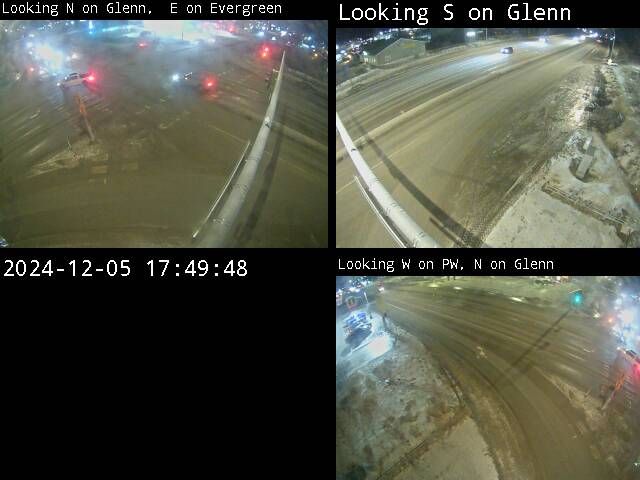 Looking N on Glenn,  E on Evergreen
Looking S on Glenn
2024-12-05 17:49:48
Looking W on PW, N on Glenn